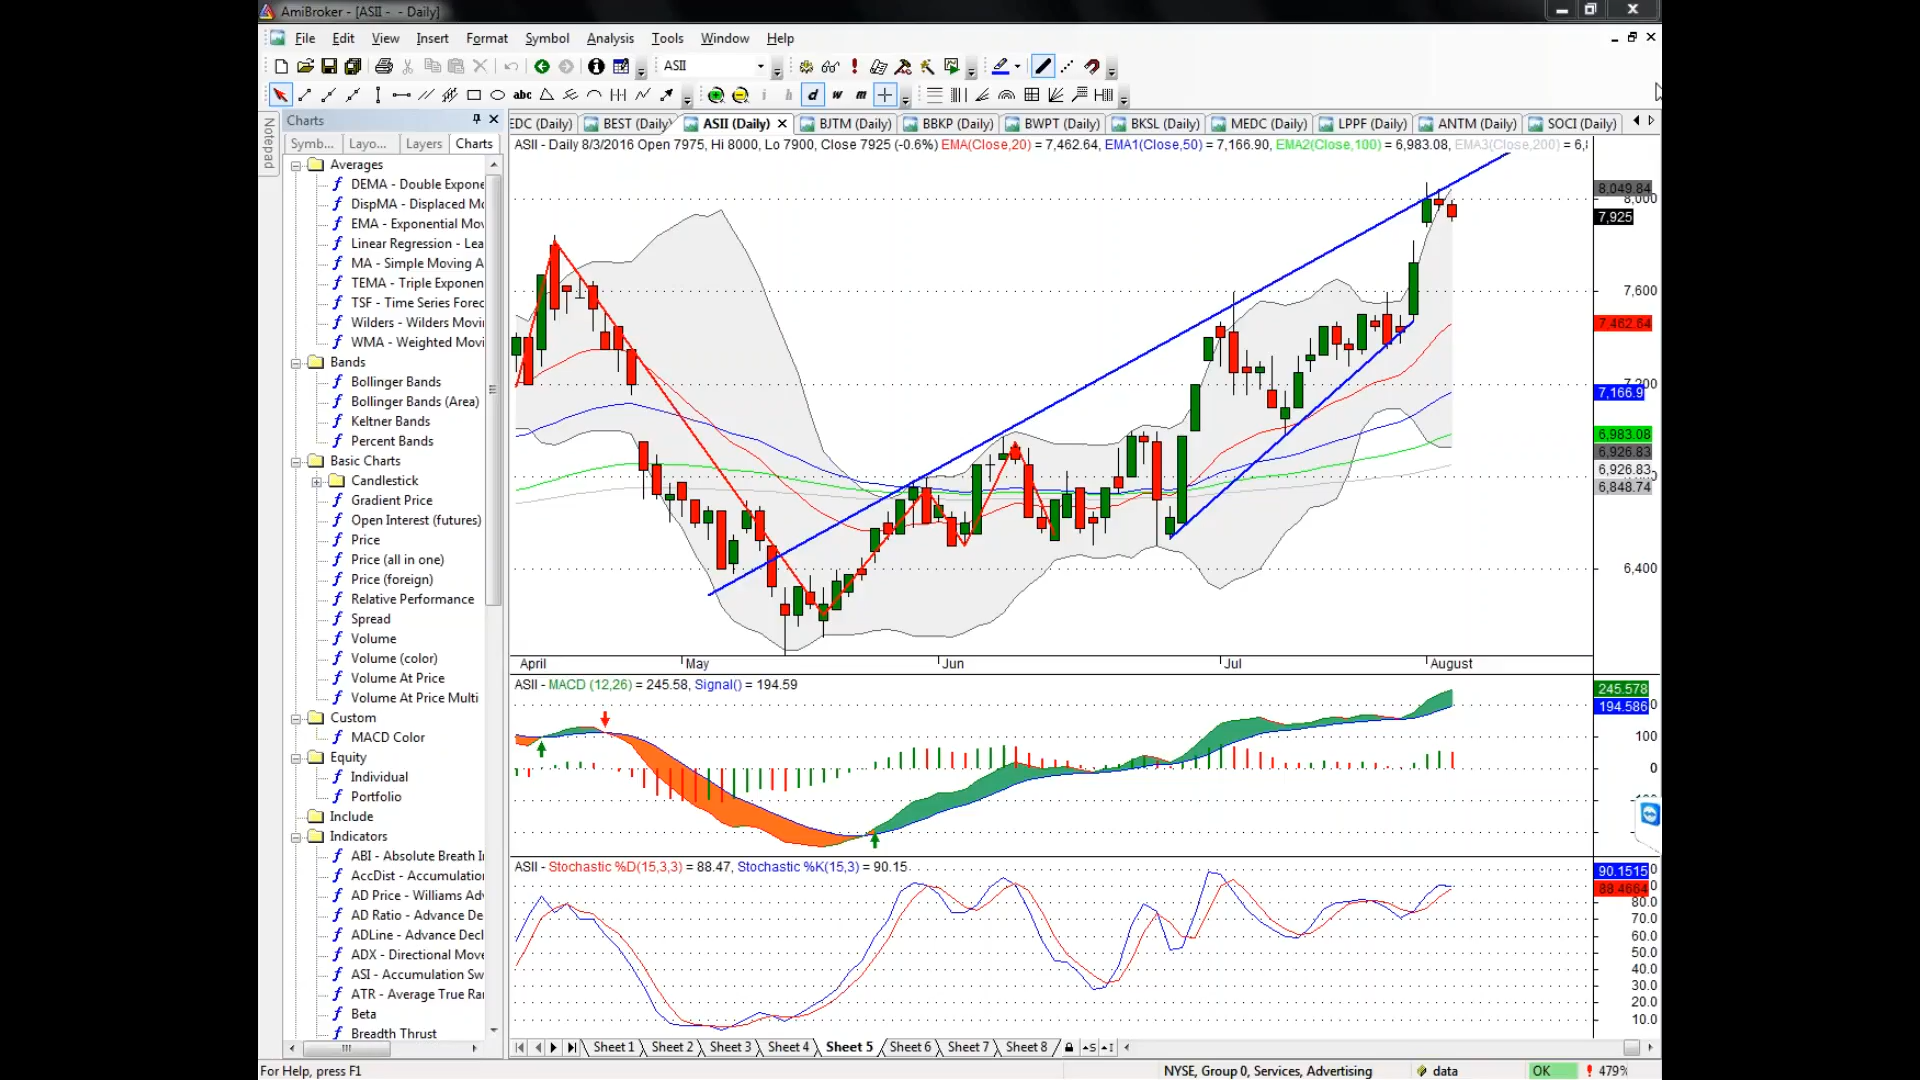 AmiBroker - [ASII - - Daily]
File Edit View Insert Format Symbol Analysis Tools Window Help
ASII
abc d w m
Notepad
Charts
Symb... Layo... Layers Charts
Averages
DEMA - Double Expone
DispMA - Displaced Mo
EMA - Exponential Mov
Linear Regression - Lea
MA - Simple Moving A
TEMA - Triple Exponen
TSF - Time Series Forec
Wilders - Wilders Movi
WMA - Weighted Movi
Bands
Bollinger Bands
Bollinger Bands (Area)
Keltner Bands
Percent Bands
Basic Charts
Candlestick
Gradient Price
Open Interest (futures)
Price
Price (all in one)
Price (foreign)
Relative Performance
Spread
Volume
Volume (color)
Volume At Price
Volume At Price Multi
Custom
MACD Color
Equity
Individual
Portfolio
Include
Indicators
ABI - Absolute Breath I
AccDist - Accumulation
AD Price - Williams Adv
AD Ratio - Advance De
ADLine - Advance Decl
ADX - Directional Move
ASI - Accumulation Sw
ATR - Average True Ra
Beta
Breadth Thrust
EDC (Daily) BEST (Daily) ASII (Daily) BJTM (Daily) BBKP (Daily) BWPT (Daily) BKSL (Daily) MEDC (Daily) LPPF (Daily) ANTM (Daily) SOCI (Daily)
ASII - Daily 8/3/2016 Open 7975, Hi 8000, Lo 7900, Close 7925 (-0.6%) EMA(Close,20) = 7,462.64, EMA1(Close,50) = 7,166.90, EMA2(Close,100) = 6,983.08, EMA3(Close,200) = 6,8
8,049.84
8,000
7,925
7,600
7,462.64
7,200
7,166.9
6,983.08
6,926.83
6,926.83
6,848.74
6,400
April May Jun Jul August
ASII - MACD (12,26) = 245.58, Signal() = 194.59
245.578
194.586
100
0
ASII - Stochastic %D(15,3,3) = 88.47, Stochastic %K(15,3) = 90.15
90.1515
88.4664
80.0
70.0
60.0
50.0
40.0
30.0
20.0
10.0
Sheet 1 Sheet 2 Sheet 3 Sheet 4 Sheet 5 Sheet 6 Sheet 7 Sheet 8
For Help, press F1 NYSE, Group 0, Services, Advertising data OK 479%